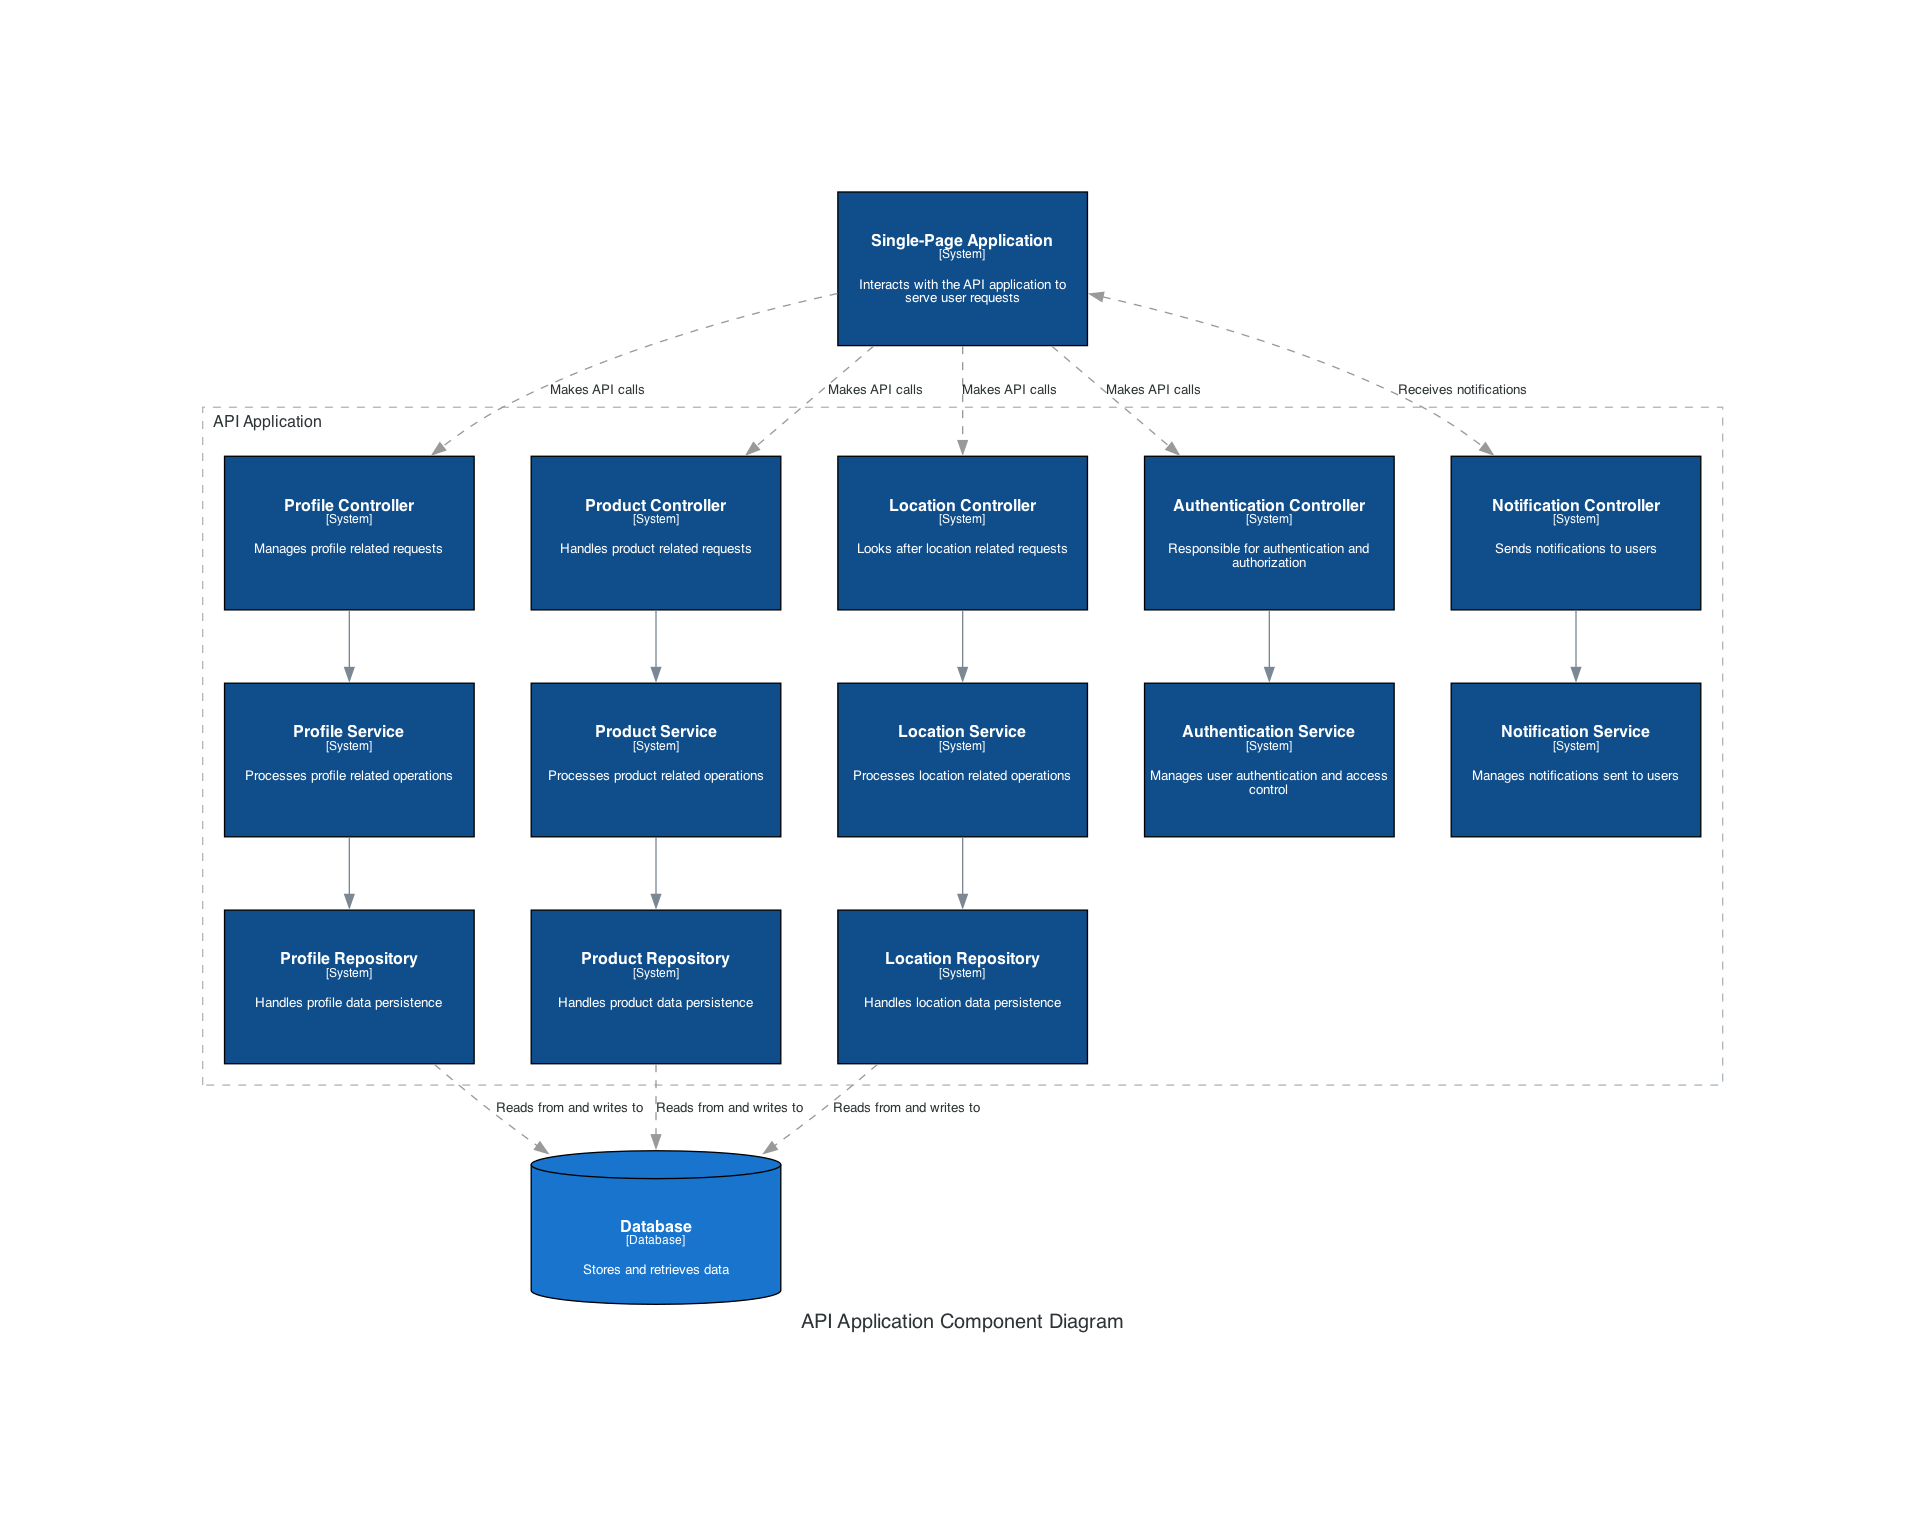 Single-Page Application
[System]
Interacts with the API application to
serve user requests
Makes API calls
Makes API calls
Makes API calls
Makes API calls
Receives notifications
API Application
Profile Controller
[System]
Manages profile related requests
Product Controller
[System]
Handles product related requests
Location Controller
[System]
Looks after location related requests
Authentication Controller
[System]
Responsible for authentication and
authorization
Notification Controller
[System]
Sends notifications to users
Profile Service
[System]
Processes profile related operations
Product Service
[System]
Processes product related operations
Location Service
[System]
Processes location related operations
Authentication Service
[System]
Manages user authentication and access
control
Notification Service
[System]
Manages notifications sent to users
Profile Repository
[System]
Handles profile data persistence
Product Repository
[System]
Handles product data persistence
Location Repository
[System]
Handles location data persistence
Reads from and writes to
Reads from and writes to
Reads from and writes to
Database
[Database]
Stores and retrieves data
API Application Component Diagram